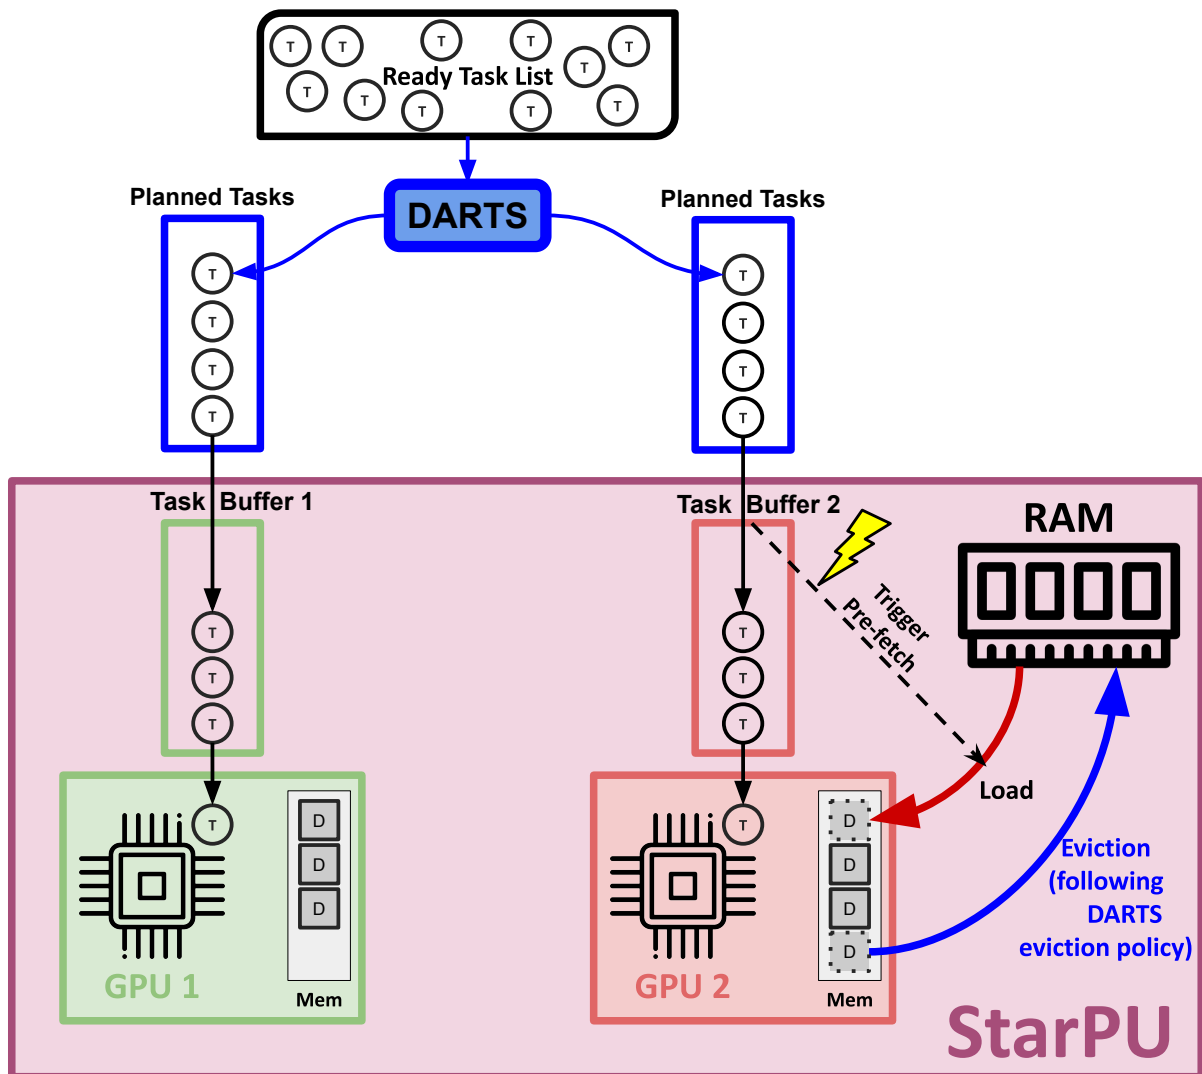 T T T T T
Ready Task List
T
T T T T T
Planned Tasks
DARTS
Planned Tasks
T
T
T
T
T
T
T
T
Task Buffer 1
Task Buffer 2
RAM
Trigger
Pre-fetch
T
T
T
T
T
T
Load
T
D
D
D
GPU 1
Mem
T
D
D
D
D
GPU 2
Mem
Eviction
(following
DARTS
eviction policy)
StarPU